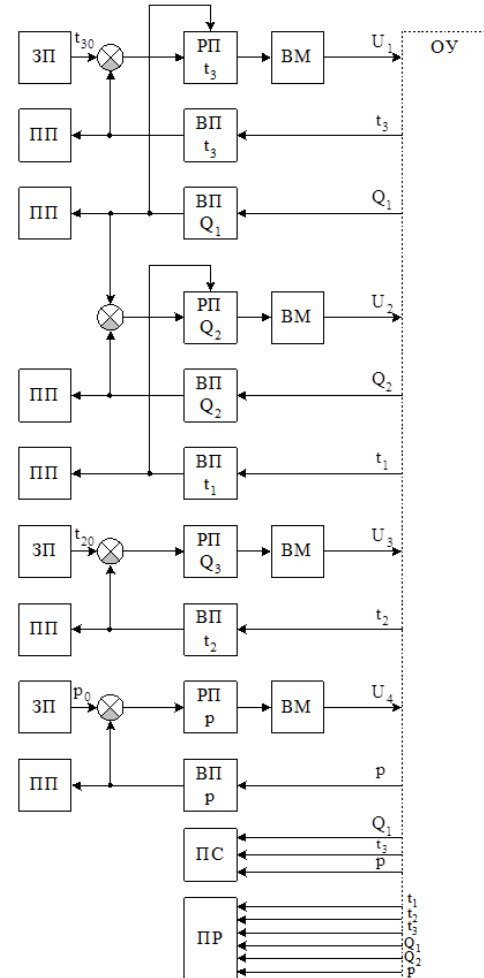 ЗП t₃₀ РП t₃ ВМ U₁ ОУ
ПП ВП t₃ t₃
ПП ВП Q₁ Q₁
РП Q₂ ВМ U₂
ПП ВП Q₂ Q₂
ПП ВП t₁ t₁
ЗП t₂₀ РП Q₃ ВМ U₃
ПП ВП t₂ t₂
ЗП p₀ РП p ВМ U₄
ПП ВП p p
Q₁
ПС t₃
p
t₁
t₂
t₃
ПР Q₁
Q₂
p